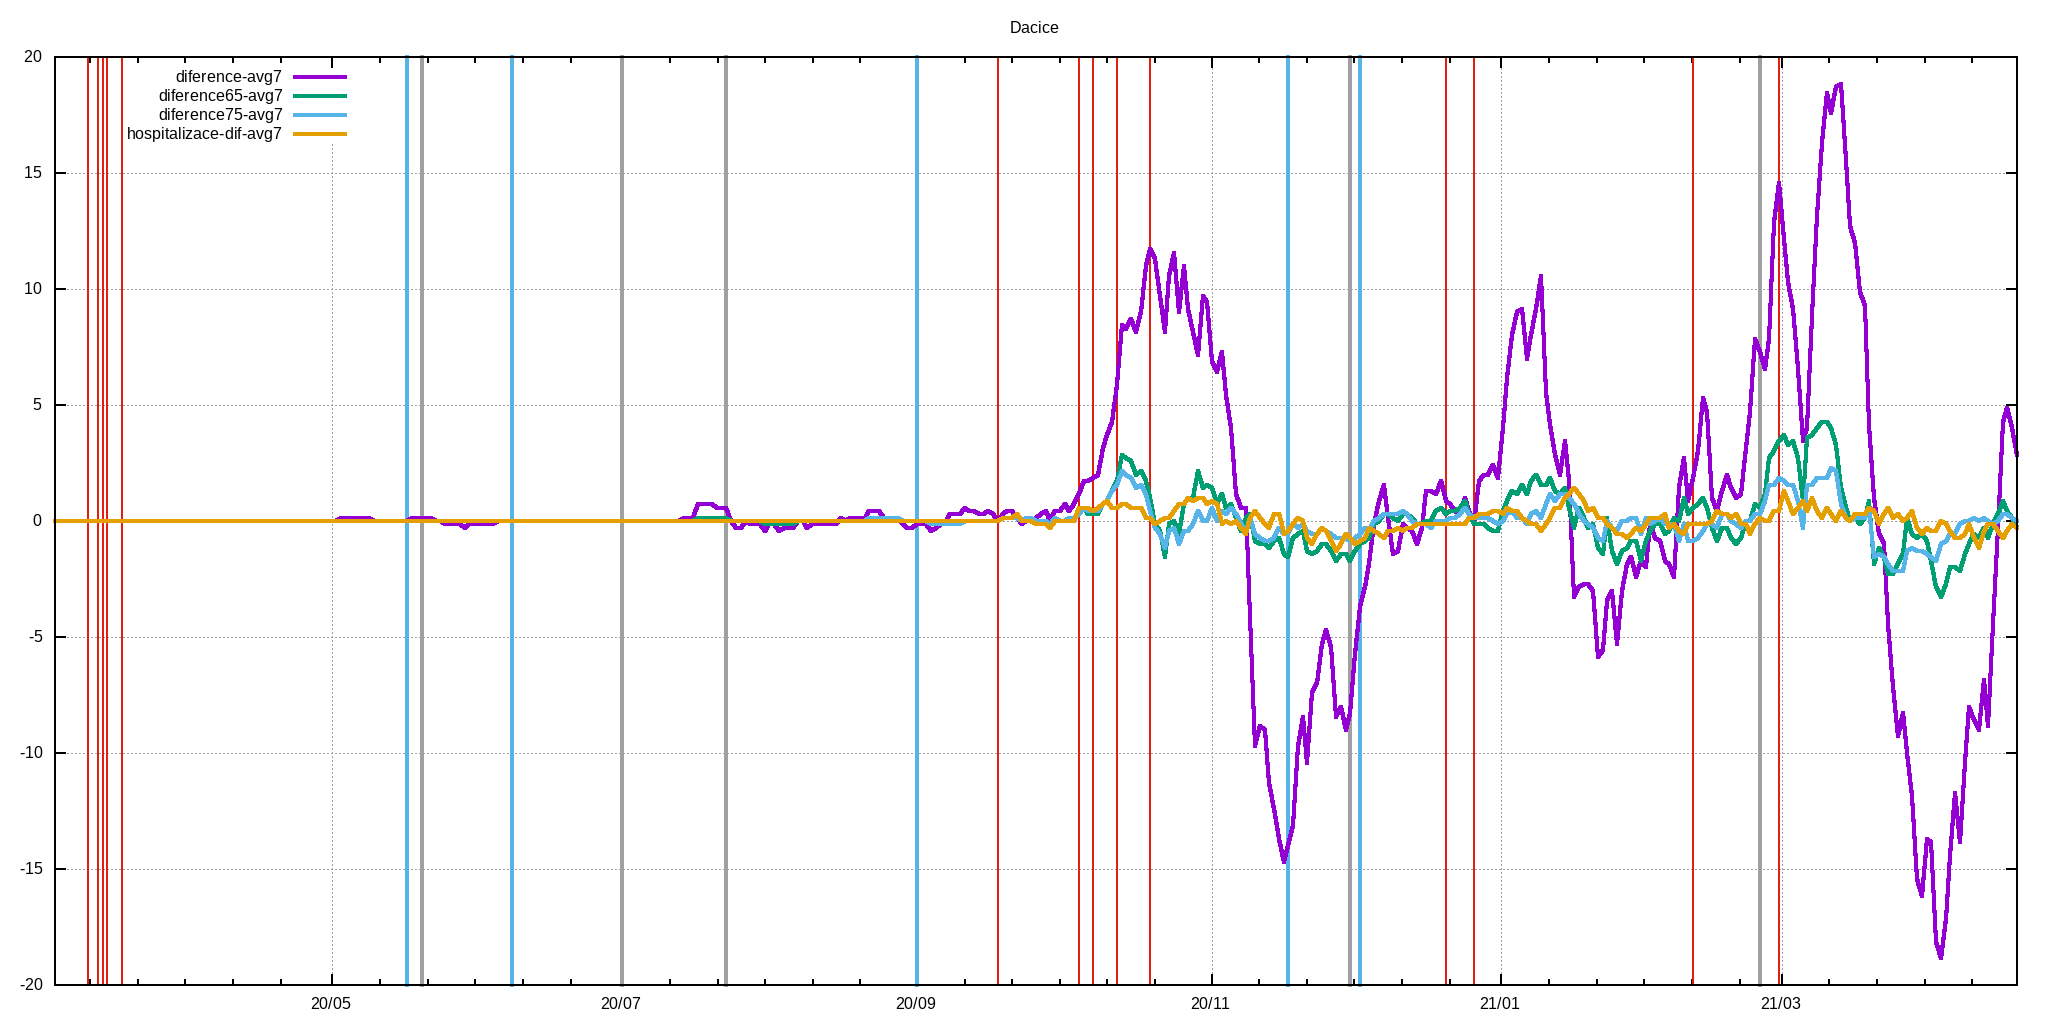 Dacice
20
diference-avg7
diference65-avg7
diference75-avg7
hospitalizace-dif-avg7
15
10
5
0
-5
-10
-15
-20
20/05 20/07 20/09 20/11 21/01 21/03